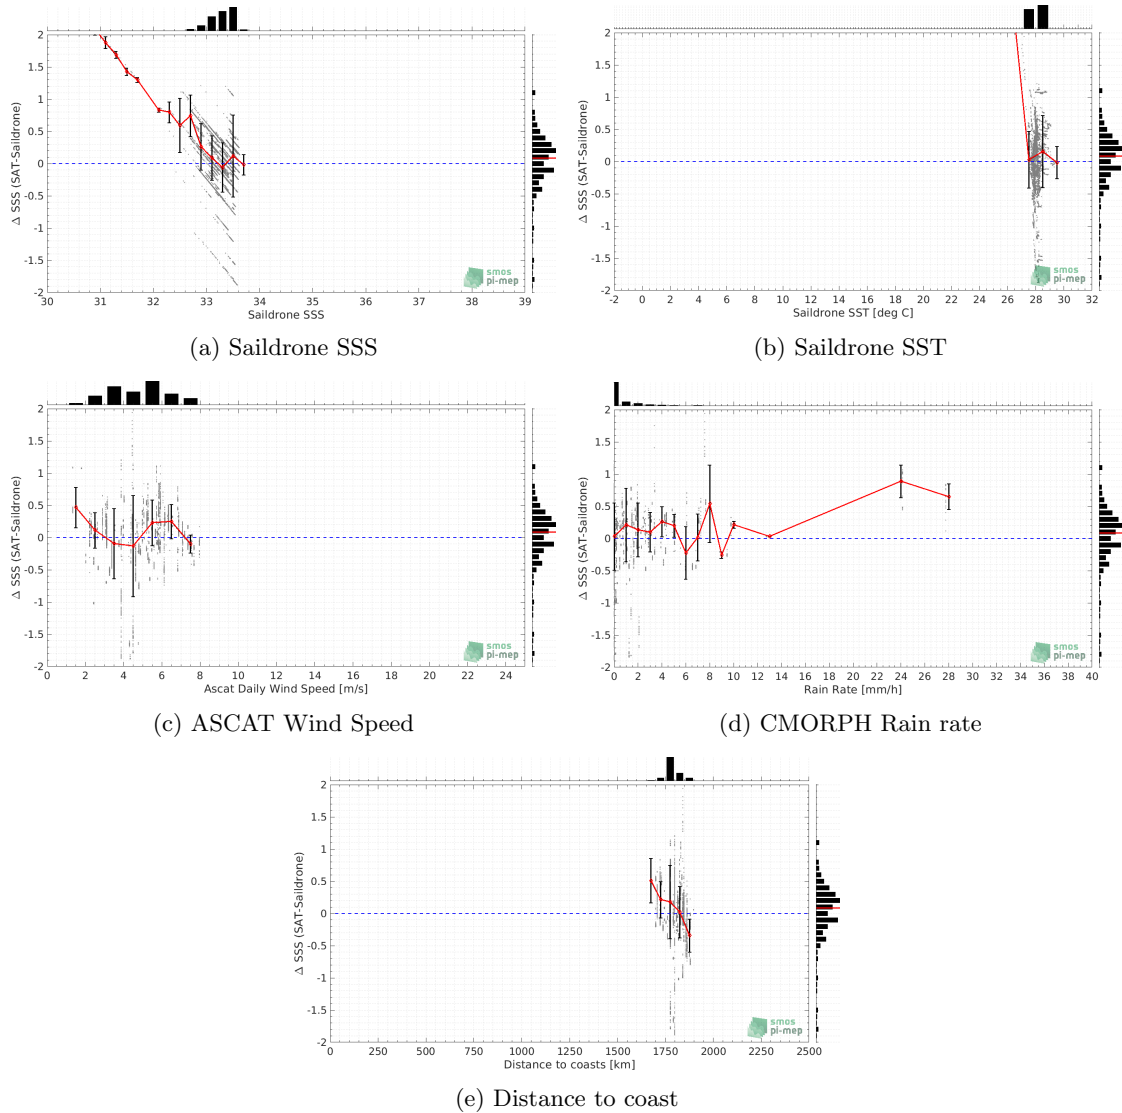 2
1.5
1
0.5
0
-0.5
-1
-1.5
-2
Δ SSS (SAT-Saildrone)
30 31 32 33 34 35 36 37 38 39
Saildrone SSS
smos
pi-mep
(a) Saildrone SSS
2
1.5
1
0.5
0
-0.5
-1
-1.5
-2
Δ SSS (SAT-Saildrone)
-2 0 2 4 6 8 10 12 14 16 18 20 22 24 26 28 30 32
Saildrone SST [deg C]
smos
pi-mep
(b) Saildrone SST
2
1.5
1
0.5
0
-0.5
-1
-1.5
-2
Δ SSS (SAT-Saildrone)
0 2 4 6 8 10 12 14 16 18 20 22 24
Ascat Daily Wind Speed [m/s]
smos
pi-mep
(c) ASCAT Wind Speed
2
1.5
1
0.5
0
-0.5
-1
-1.5
-2
Δ SSS (SAT-Saildrone)
0 2 4 6 8 10 12 14 16 18 20 22 24 26 28 30 32 34 36 38 40
Rain Rate [mm/h]
smos
pi-mep
(d) CMORPH Rain rate
2
1.5
1
0.5
0
-0.5
-1
-1.5
-2
Δ SSS (SAT-Saildrone)
0 250 500 750 1000 1250 1500 1750 2000 2250 2500
Distance to coasts [km]
smos
pi-mep
(e) Distance to coast